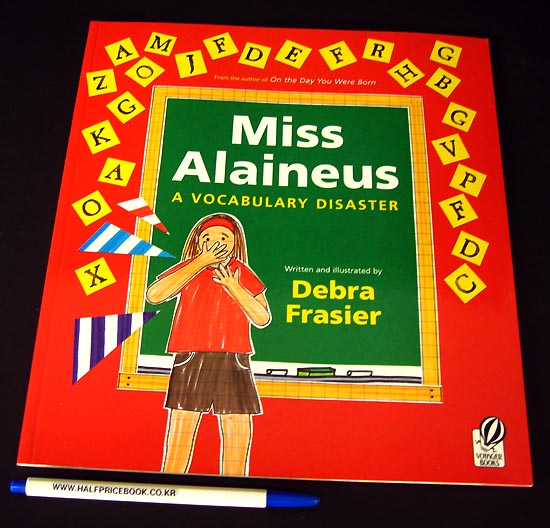 A M J F D E F R G
Z O H B
G G
K V
A P
O F
X D
C
From the author of On the Day You Were Born
Miss
Alaineus
A VOCABULARY DISASTER
Written and illustrated by
Debra
Frasier
VOYAGER
BOOKS
WWW.HALFPRICEBOOK.CO.KR